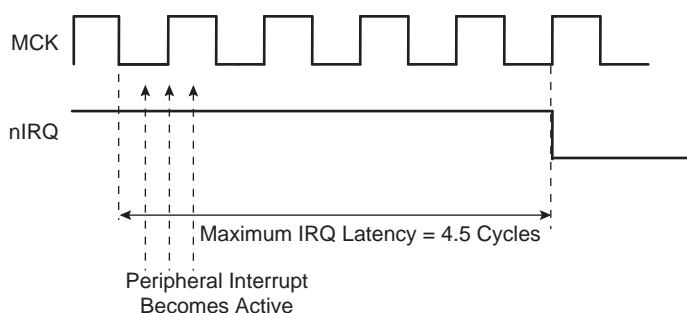 MCK
nIRQ
Maximum IRQ Latency = 4.5 Cycles
Peripheral Interrupt
Becomes Active